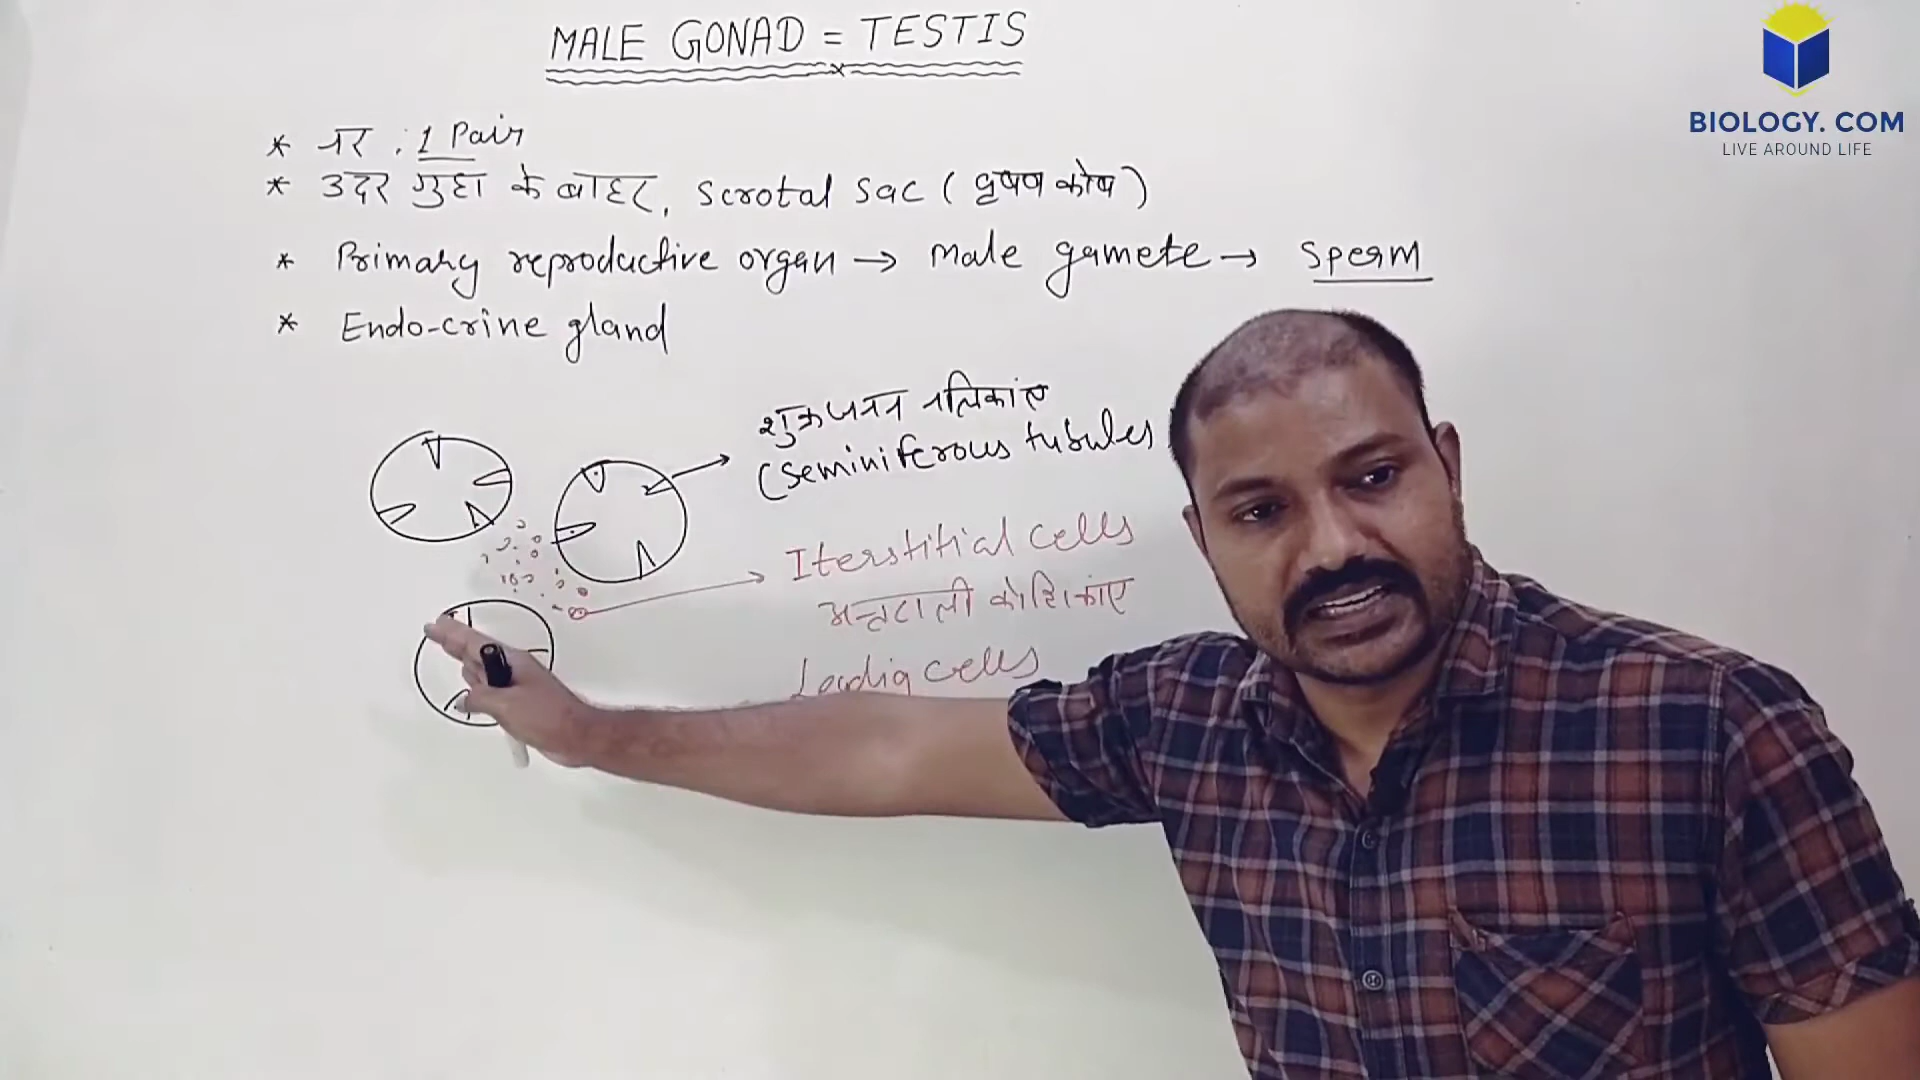 MALE GONAD = TESTIS
BIOLOGY. COM
LIVE AROUND LIFE
* नर : 1 Pair
* उदर गुहा के बाहर, Scrotal Sac ( वृषण कोष )
* Primary reproductive organ → Male gamete → Sperm
* Endo-crine gland
शुक्रजनन नलिकाएं
(Seminiferous tubules
Iterstitial cells
अन्तराली कोशिकाएं
Leydig cells